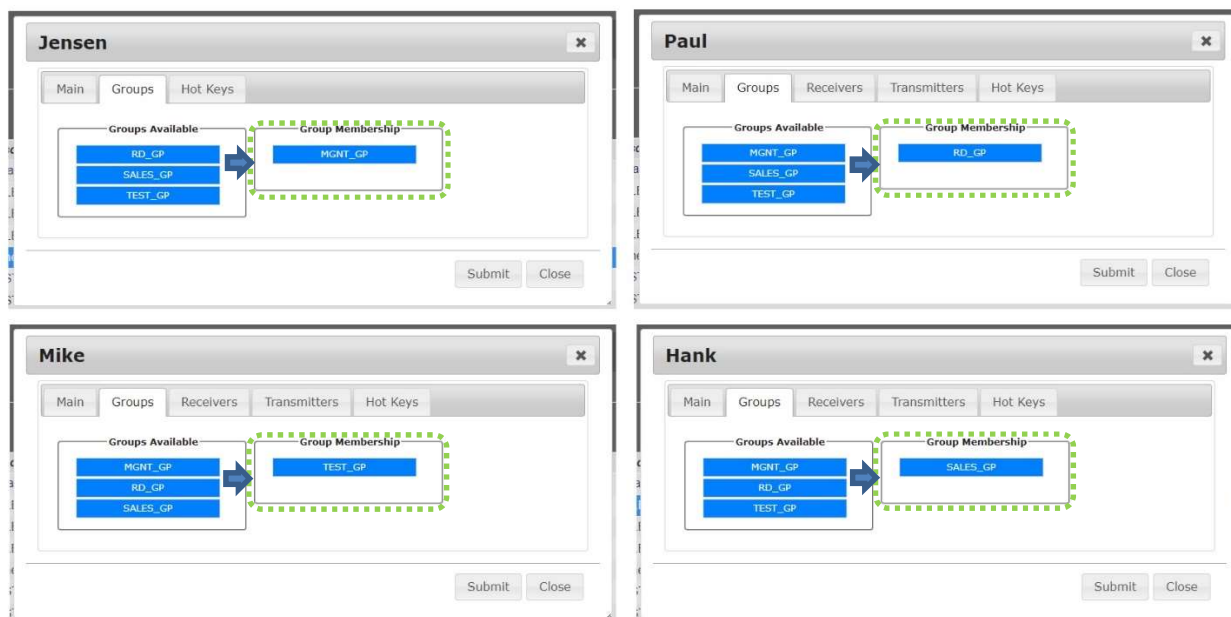 Jensen
Main Groups Hot Keys
Groups Available Group Membership
RD_GP MGNT_GP
SALES_GP
TEST_GP
Submit Close
Paul
Main Groups Receivers Transmitters Hot Keys
Groups Available Group Membership
MGNT_GP RD_GP
SALES_GP
TEST_GP
Submit Close
Mike
Main Groups Receivers Transmitters Hot Keys
Groups Available Group Membership
MGNT_GP TEST_GP
RD_GP
SALES_GP
Submit Close
Hank
Main Groups Receivers Transmitters Hot Keys
Groups Available Group Membership
MGNT_GP SALES_GP
RD_GP
TEST_GP
Submit Close